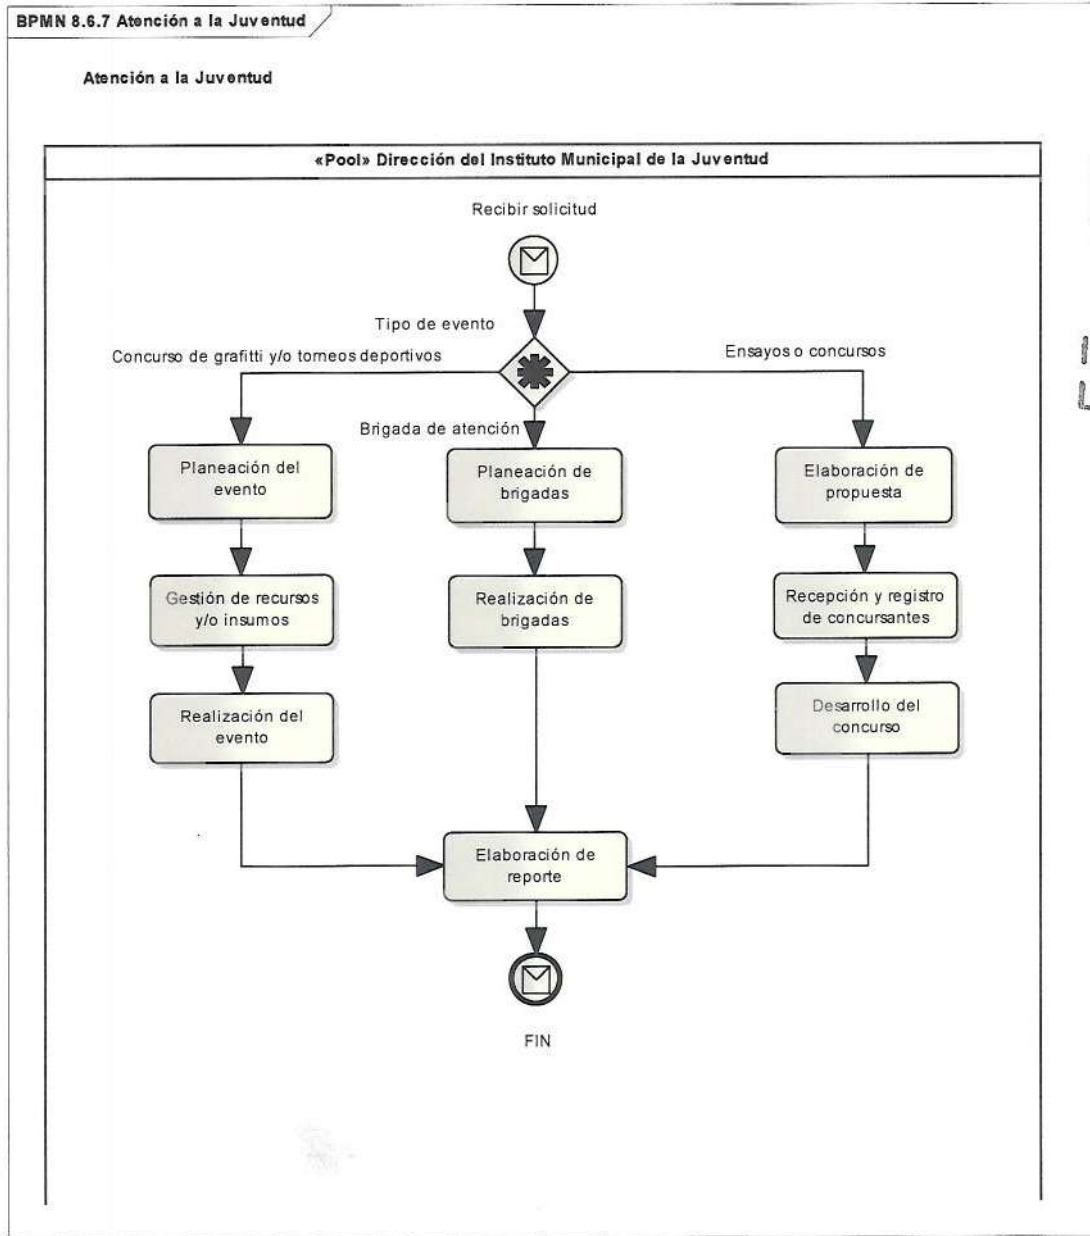 BPMN 8.6.7 Atención a la Juventud
Atención a la Juventud
«Pool» Dirección del Instituto Municipal de la Juventud
Recibir solicitud
Tipo de evento
Concurso de grafitti y/o torneos deportivos
Ensayos o concursos
Brigada de atención
Planeación del
evento
Planeación de
brigadas
Elaboración de
propuesta
Gestión de recursos
y/o insumos
Realización de
brigadas
Recepción y registro
de concursantes
Realización del
evento
Desarrollo del
concurso
Elaboración de
reporte
FIN